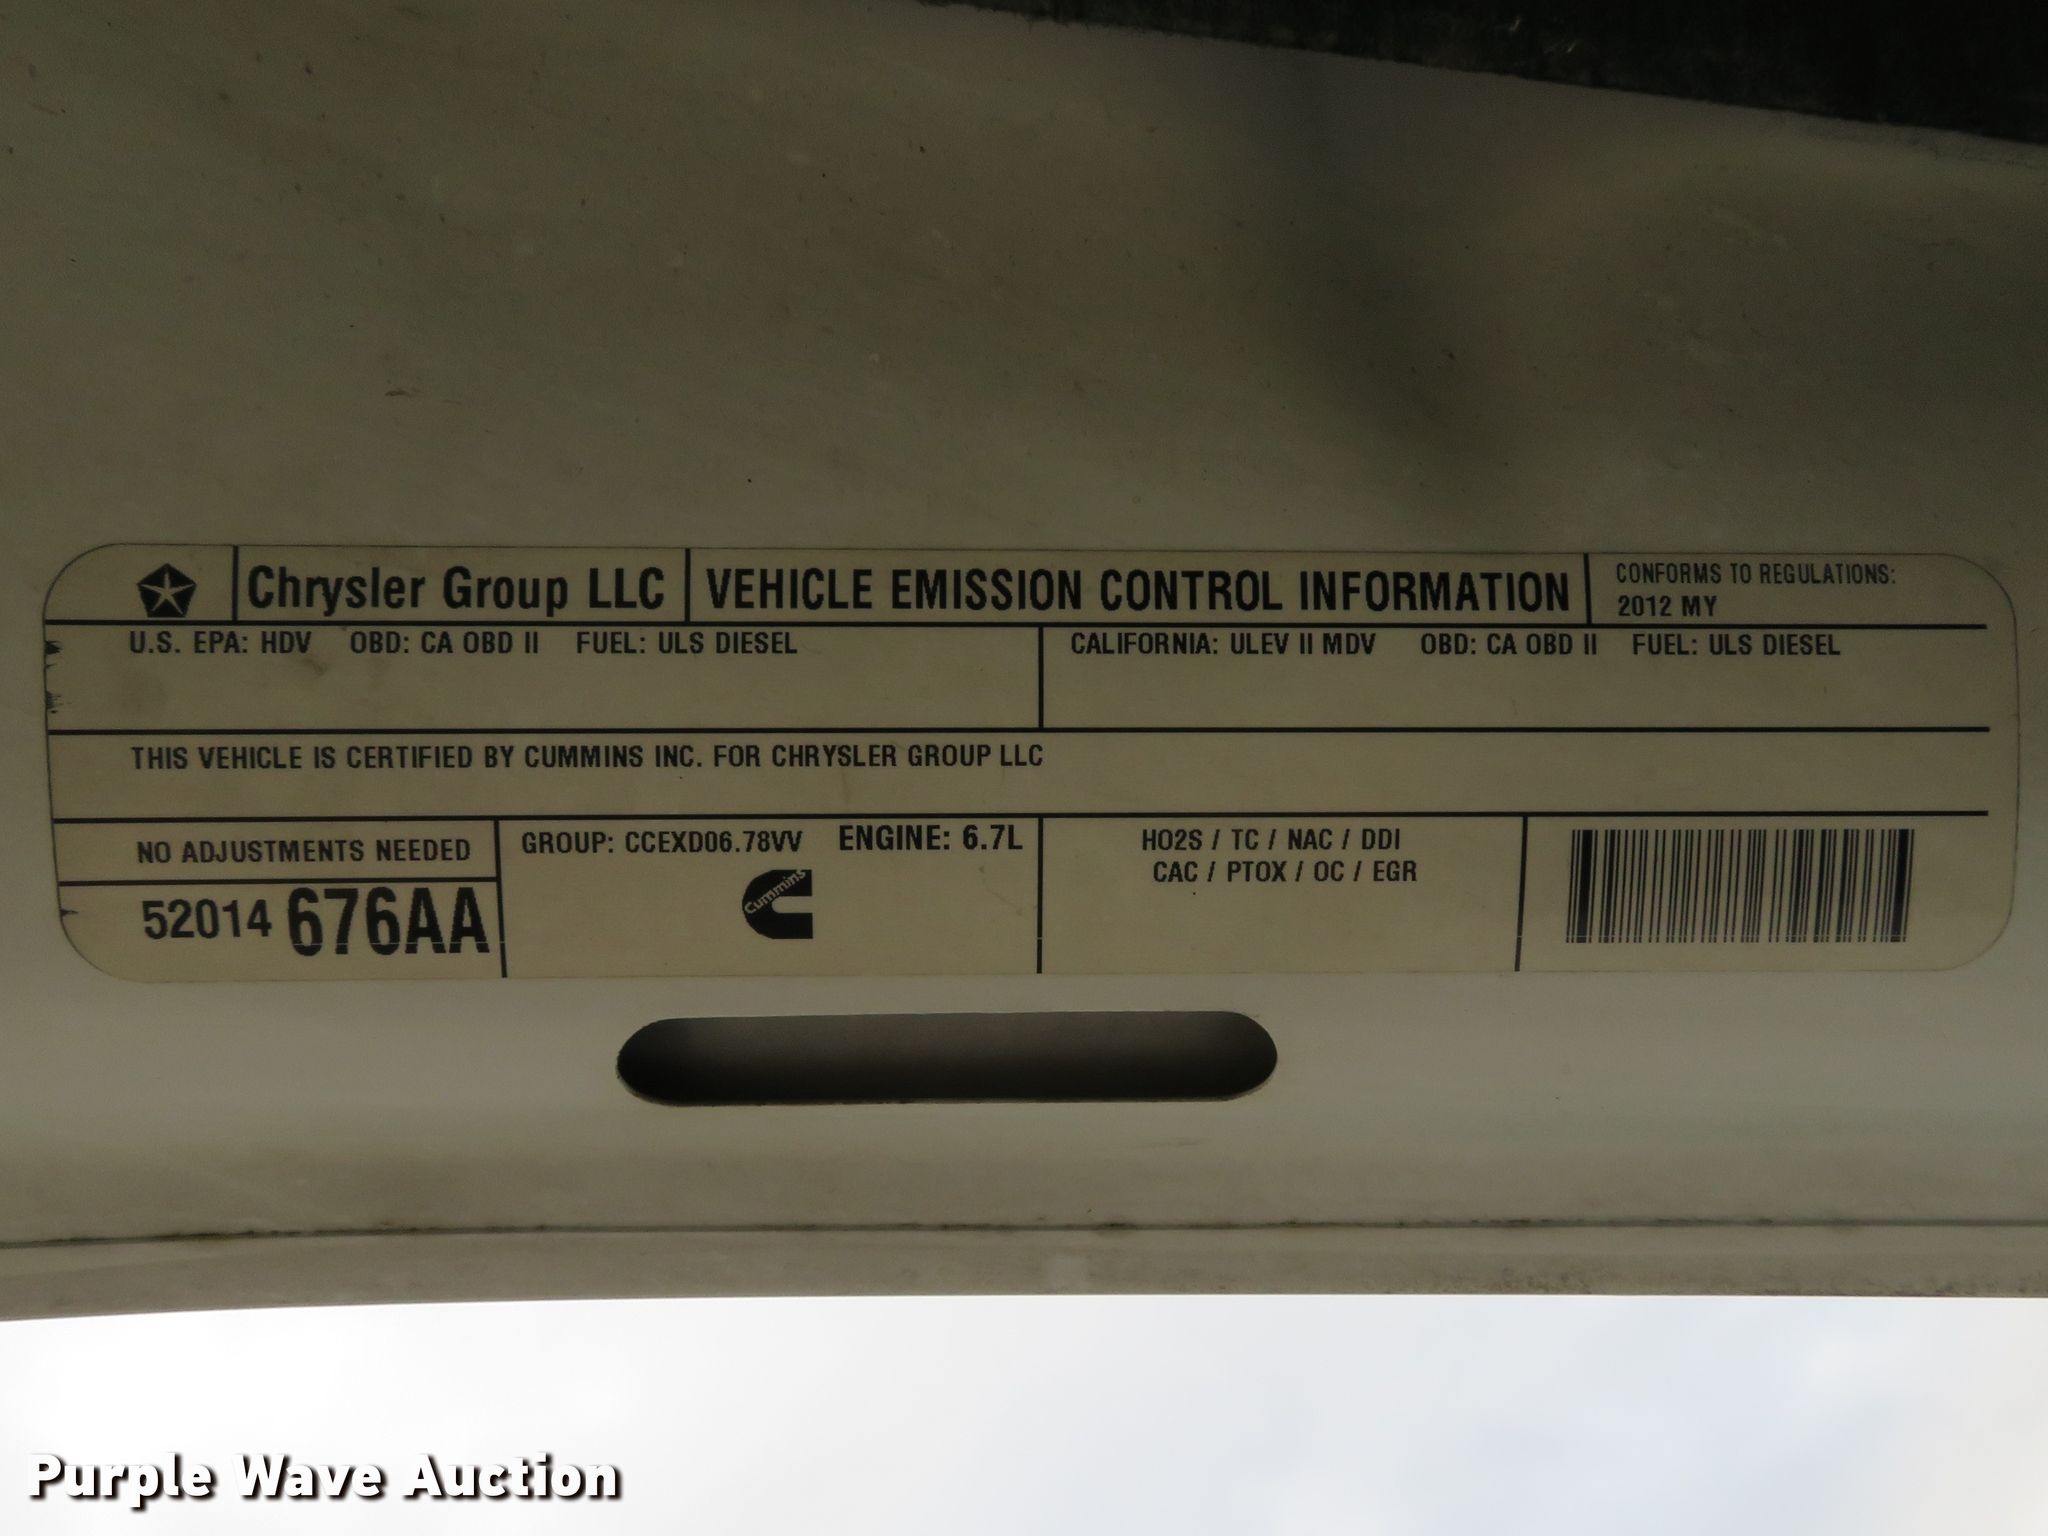 Chrysler Group LLC
VEHICLE EMISSION CONTROL INFORMATION
CONFORMS TO REGULATIONS:
2012 MY
U.S. EPA: HDV OBD: CA OBD II FUEL: ULS DIESEL
CALIFORNIA: ULEV II MDV OBD: CA OBD II FUEL: ULS DIESEL
THIS VEHICLE IS CERTIFIED BY CUMMINS INC. FOR CHRYSLER GROUP LLC
NO ADJUSTMENTS NEEDED
52014 676AA
GROUP: CCEXD06.78VV ENGINE: 6.7L
Cummins
HO2S / TC / NAC / DDI
CAC / PTOX / OC / EGR
Purple Wave Auction